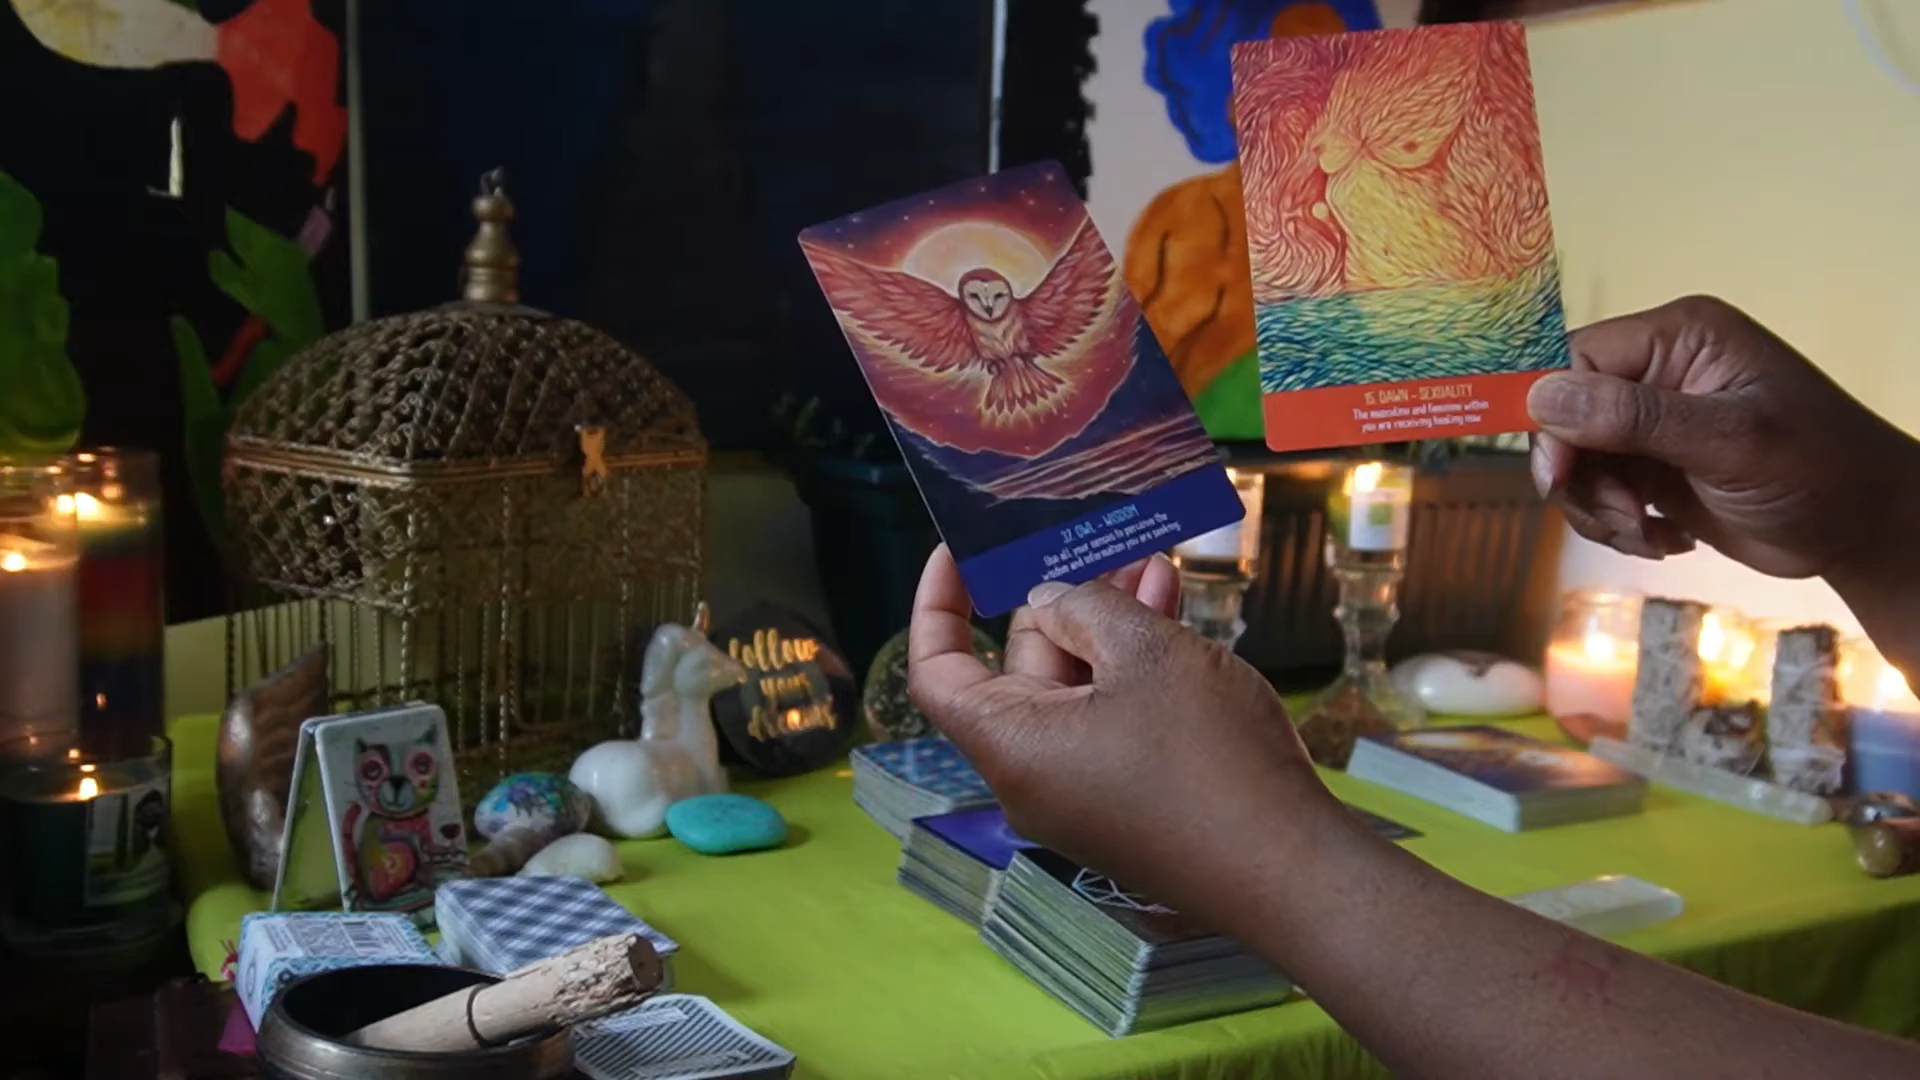 37. OWL - WISDOM
Use all your senses to perceive the
wisdom and information you are seeking.
15. DAWN - SEXUALITY
The masculine and feminine within
you are receiving healing now
follow
your
dreams